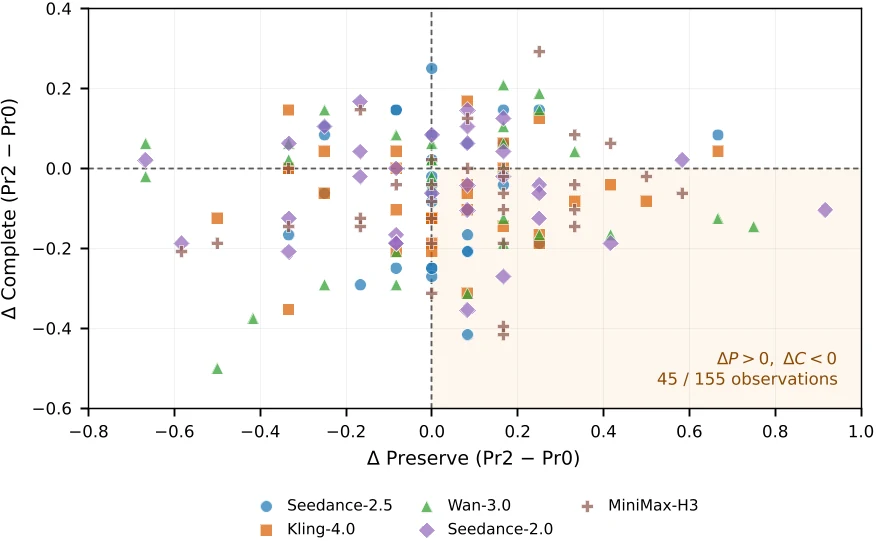 0.4
0.2
0.0
−0.2
−0.4
−0.6
Δ Complete (Pr2 − Pr0)
ΔP > 0, ΔC < 0
45 / 155 observations
−0.8 −0.6 −0.4 −0.2 0.0 0.2 0.4 0.6 0.8 1.0
Δ Preserve (Pr2 − Pr0)
Seedance-2.5 Wan-3.0 MiniMax-H3
Kling-4.0 Seedance-2.0